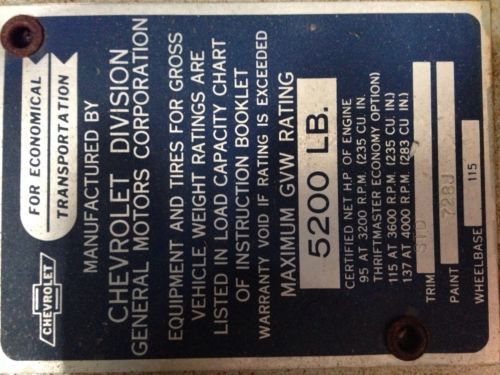 CHEVROLET
FOR ECONOMICAL
TRANSPORTATION
MANUFACTURED BY
CHEVROLET DIVISION
GENERAL MOTORS CORPORATION
EQUIPMENT AND TIRES FOR GROSS
VEHICLE WEIGHT RATINGS ARE
LISTED IN LOAD CAPACITY CHART
OF INSTRUCTION BOOKLET
WARRANTY VOID IF RATING IS EXCEEDED
MAXIMUM GVW RATING
5200 LB.
CERTIFIED NET H.P. OF ENGINE
95 AT 3200 R.P.M. (235 CU. IN.
THRIFTMASTER ECONOMY OPTION)
115 AT 3600 R.P.M. (235 CU. IN.)
137 AT 4000 R.P.M. (283 CU. IN.)
TRIM STD
PAINT 728J
WHEELBASE 115